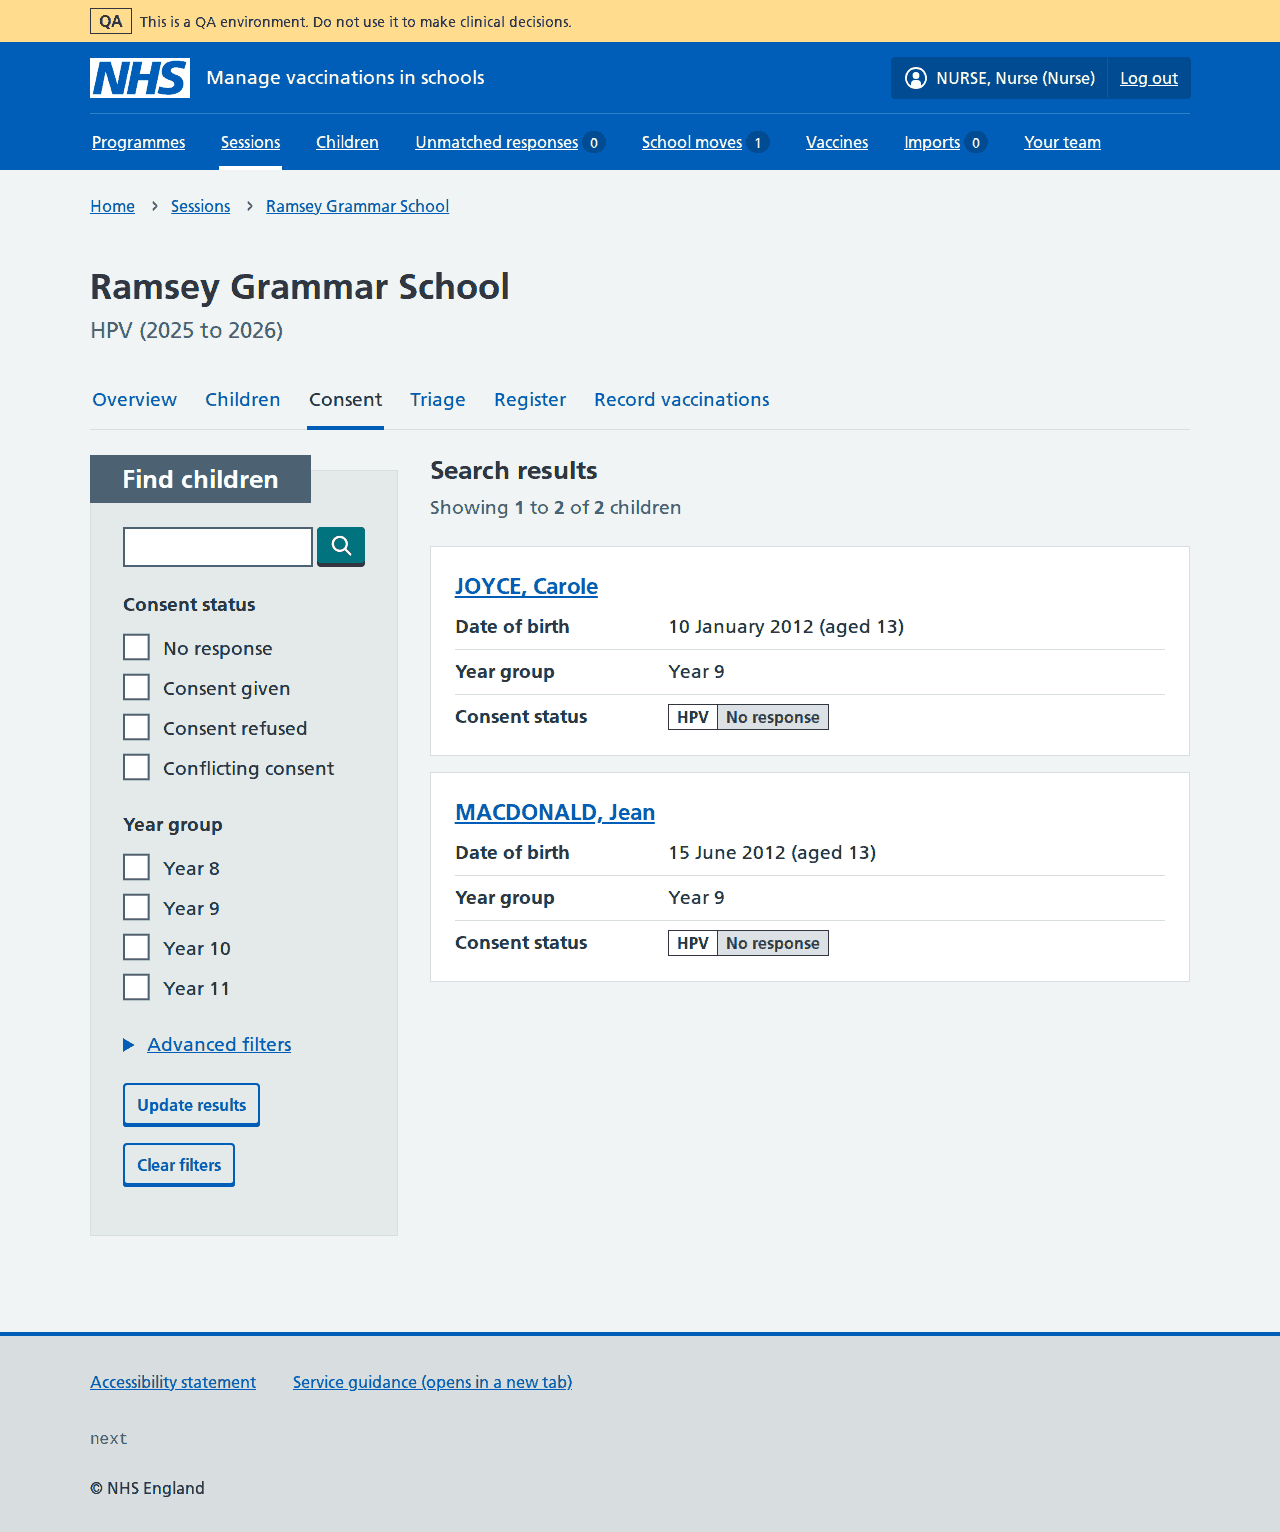 QA This is a QA environment. Do not use it to make clinical decisions.
NHS Manage vaccinations in schools NURSE, Nurse (Nurse) Log out
Programmes Sessions Children Unmatched responses 0 School moves 1 Vaccines Imports 0 Your team
Home Sessions Ramsey Grammar School
Ramsey Grammar School
HPV (2025 to 2026)
Overview Children Consent Triage Register Record vaccinations
Find children
Consent status
No response
Consent given
Consent refused
Conflicting consent
Year group
Year 8
Year 9
Year 10
Year 11
Advanced filters
Update results
Clear filters
Search results
Showing 1 to 2 of 2 children
JOYCE, Carole
Date of birth 10 January 2012 (aged 13)
Year group Year 9
Consent status HPV No response
MACDONALD, Jean
Date of birth 15 June 2012 (aged 13)
Year group Year 9
Consent status HPV No response
Accessibility statement Service guidance (opens in a new tab)
next
© NHS England